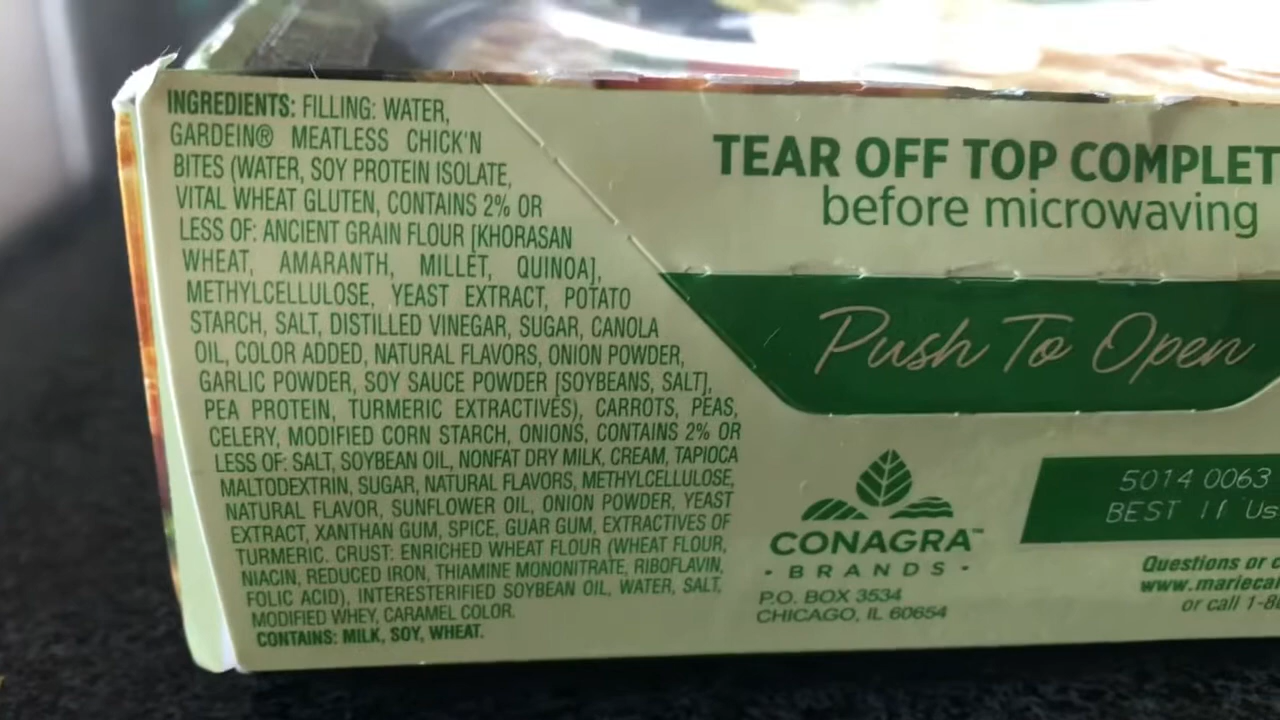 INGREDIENTS: FILLING: WATER,
GARDEIN® MEATLESS CHICK'N
BITES (WATER, SOY PROTEIN ISOLATE,
VITAL WHEAT GLUTEN, CONTAINS 2% OR
LESS OF: ANCIENT GRAIN FLOUR [KHORASAN
WHEAT, AMARANTH, MILLET, QUINOA],
METHYLCELLULOSE, YEAST EXTRACT, POTATO
STARCH, SALT, DISTILLED VINEGAR, SUGAR, CANOLA
OIL, COLOR ADDED, NATURAL FLAVORS, ONION POWDER,
GARLIC POWDER, SOY SAUCE POWDER [SOYBEANS, SALT],
PEA PROTEIN, TURMERIC EXTRACTIVES), CARROTS, PEAS,
CELERY, MODIFIED CORN STARCH, ONIONS, CONTAINS 2% OR
LESS OF: SALT, SOYBEAN OIL, NONFAT DRY MILK, CREAM, TAPIOCA
MALTODEXTRIN, SUGAR, NATURAL FLAVORS, METHYLCELLULOSE,
NATURAL FLAVOR, SUNFLOWER OIL, ONION POWDER, YEAST
EXTRACT, XANTHAN GUM, SPICE, GUAR GUM, EXTRACTIVES OF
TURMERIC. CRUST: ENRICHED WHEAT FLOUR (WHEAT FLOUR,
NIACIN, REDUCED IRON, THIAMINE MONONITRATE, RIBOFLAVIN,
FOLIC ACID), INTERESTERIFIED SOYBEAN OIL, WATER, SALT,
MODIFIED WHEY, CARAMEL COLOR.
CONTAINS: MILK, SOY, WHEAT.
TEAR OFF TOP COMPLET
before microwaving
Push To Open
CONAGRA™
• BRANDS •
P.O. BOX 3534
CHICAGO, IL 60654
5014 0063
BEST If Us
Questions or c
www.mariecal
or call 1-8